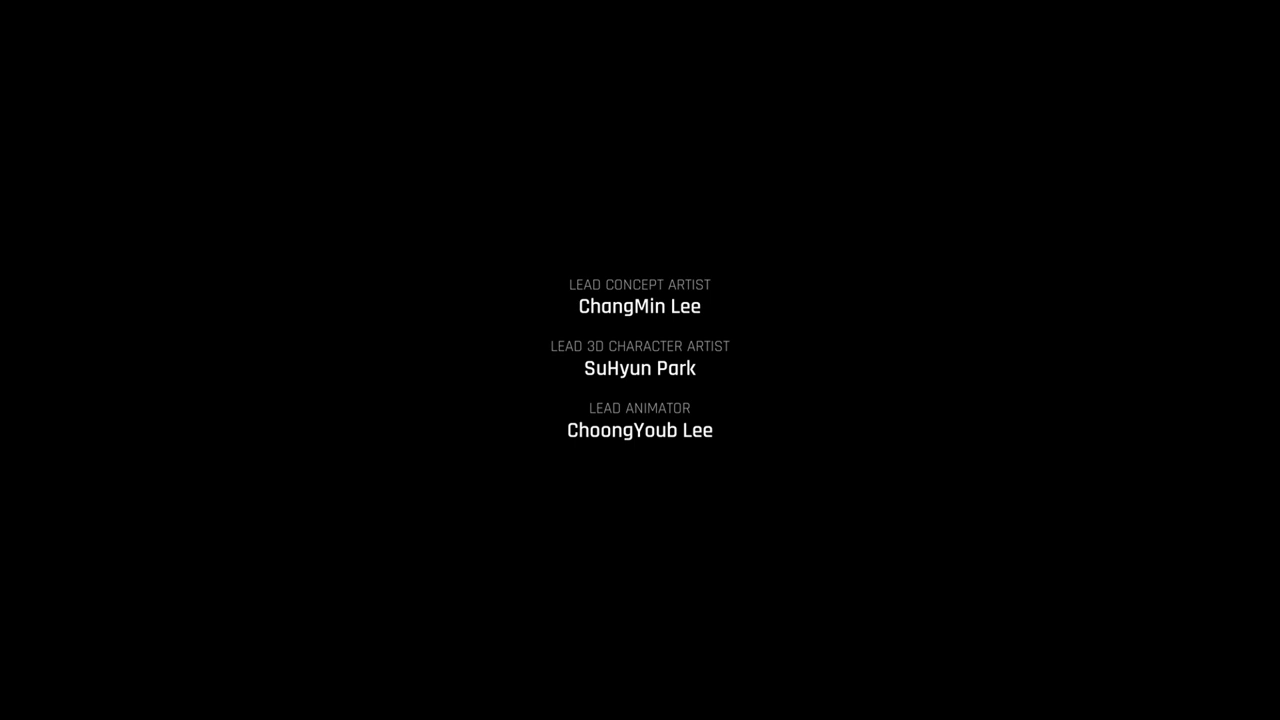 LEAD CONCEPT ARTIST
ChangMin Lee
LEAD 3D CHARACTER ARTIST
SuHyun Park
LEAD ANIMATOR
ChoongYoub Lee